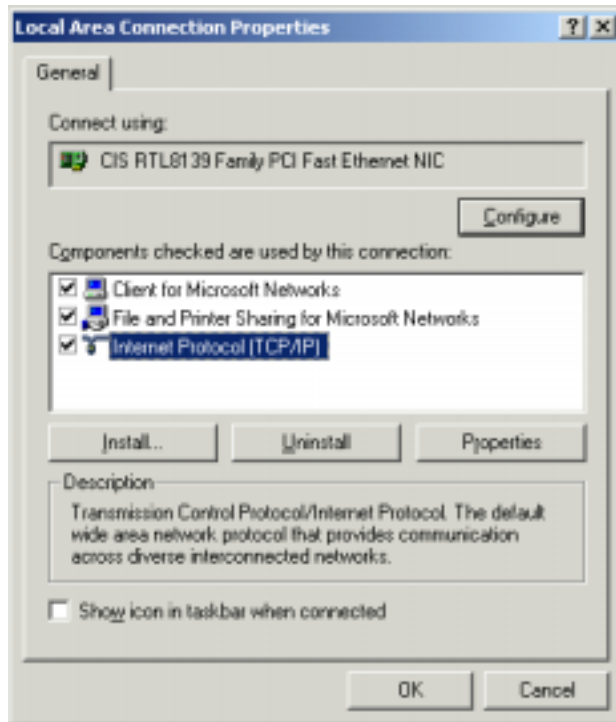 Local Area Connection Properties
General
Connect using:
CIS RTL8139 Family PCI Fast Ethernet NIC
Configure
Components checked are used by this connection:
Client for Microsoft Networks
File and Printer Sharing for Microsoft Networks
Internet Protocol (TCP/IP)
Install... Uninstall Properties
Description
Transmission Control Protocol/Internet Protocol. The default
wide area network protocol that provides communication
across diverse interconnected networks.
Show icon in taskbar when connected
OK Cancel